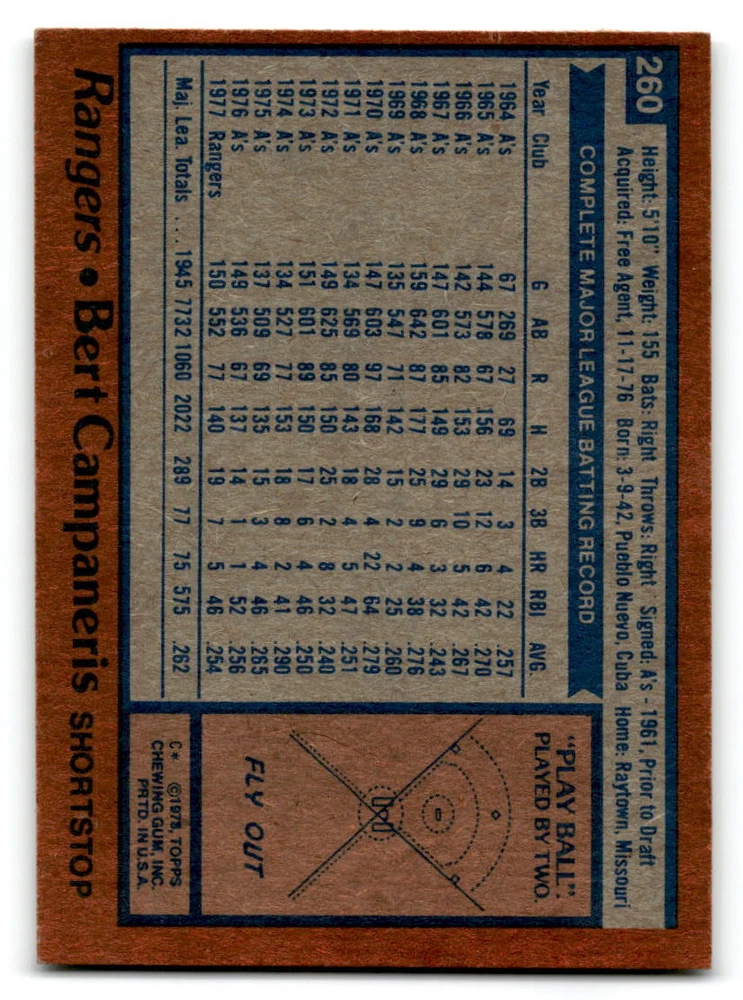 260
Height: 5'10" Weight: 155 Bats: Right Throws: Right Signed: A's - 1961, Prior to Draft
Acquired: Free Agent, 11-17-76 Born: 3-9-42, Pueblo Nuevo, Cuba Home: Raytown, Missouri
COMPLETE MAJOR LEAGUE BATTING RECORD
Year Club G AB R H 2B 3B HR RBI AVG.
1964 A's 67 269 27 69 14 3 4 22 .257
1965 A's 144 578 67 156 23 12 6 42 .270
1966 A's 142 573 82 153 29 10 5 42 .267
1967 A's 147 601 85 149 29 6 3 32 .243
1968 A's 159 642 87 177 25 9 4 38 .276
1969 A's 135 547 71 142 15 2 2 25 .260
1970 A's 147 603 97 168 28 4 22 64 .279
1971 A's 134 569 80 143 18 4 5 47 .251
1972 A's 149 625 85 150 25 2 8 32 .240
1973 A's 151 601 89 150 17 6 4 46 .250
1974 A's 134 527 77 153 18 8 2 41 .290
1975 A's 137 509 69 135 15 3 4 46 .265
1976 A's 149 536 67 137 14 1 1 52 .256
1977 Rangers 150 552 77 140 19 7 5 46 .254
Maj. Lea. Totals . . . 1945 7732 1060 2022 289 77 75 575 .262
"PLAY BALL"
PLAYED BY TWO.
FLY OUT
C* ©1978, TOPPS
CHEWING GUM, INC.
PRTD. IN U.S.A.
Rangers • Bert Campaneris SHORTSTOP